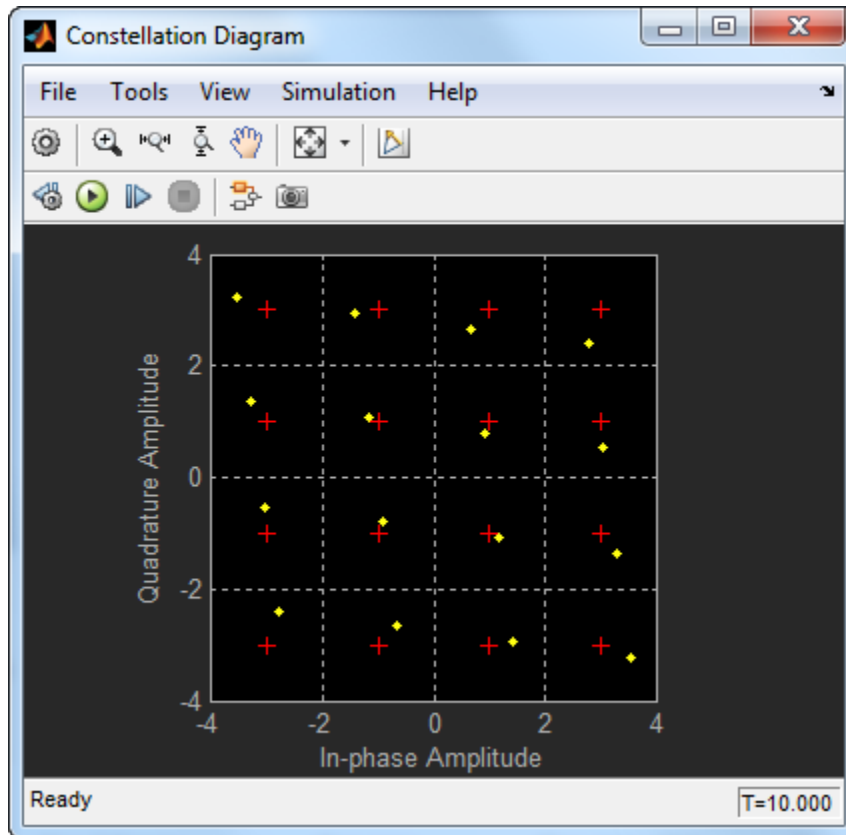 Constellation Diagram
File Tools View Simulation Help
4
2
0
-2
-4
Quadrature Amplitude
-4 -2 0 2 4
In-phase Amplitude
Ready
T=10.000